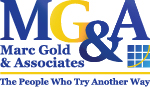 MG&A
Marc Gold
& Associates
The People Who Try Another Way